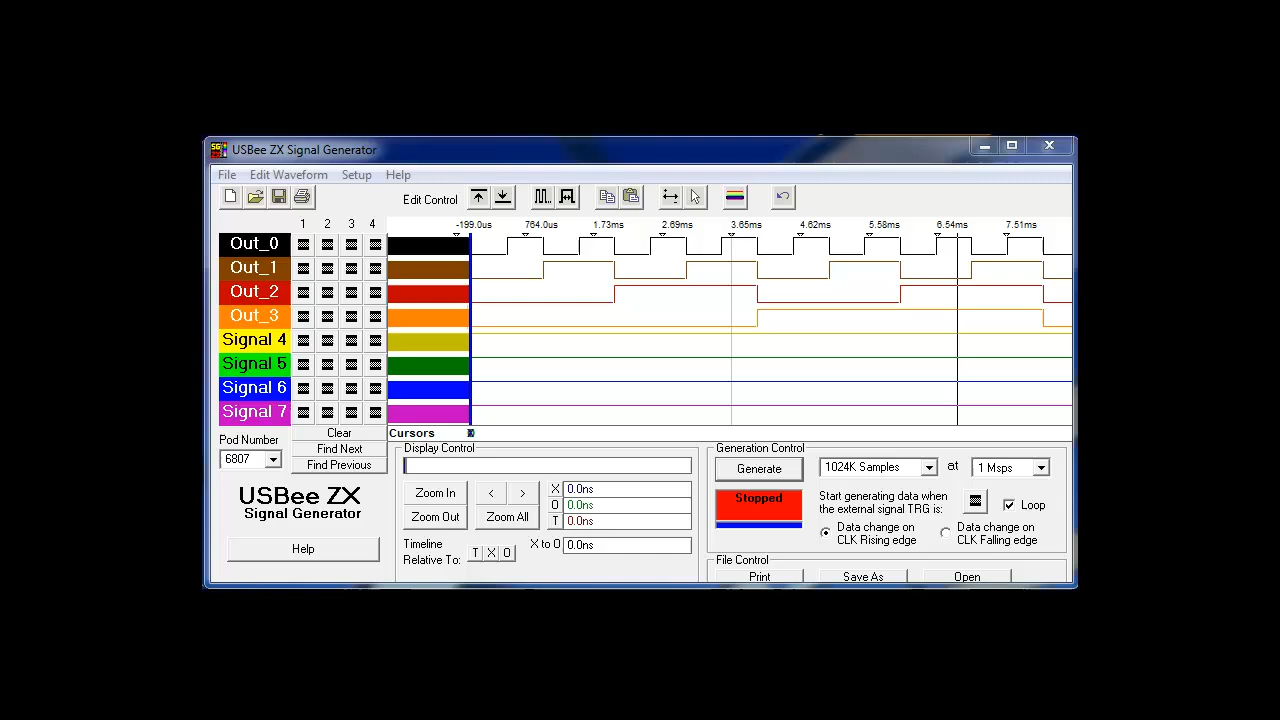 USBee ZX Signal Generator
File Edit Waveform Setup Help
Edit Control
1 2 3 4
-199.0us 764.0us 1.73ms 2.69ms 3.65ms 4.62ms 5.58ms 6.54ms 7.51ms
Out_0
Out_1
Out_2
Out_3
Signal 4
Signal 5
Signal 6
Signal 7
Clear
Cursors
Pod Number
Find Next
6807
Find Previous
USBee ZX
Signal Generator
Help
Display Control
Zoom In < > X 0.0ns
O 0.0ns
Zoom Out Zoom All T 0.0ns
Timeline
Relative To: T X O X to O 0.0ns
Generation Control
Generate 1024K Samples at 1 Msps
Stopped
Start generating data when
the external signal TRG is: Loop
Data change on
CLK Rising edge
Data change on
CLK Falling edge
File Control
Print Save As Open